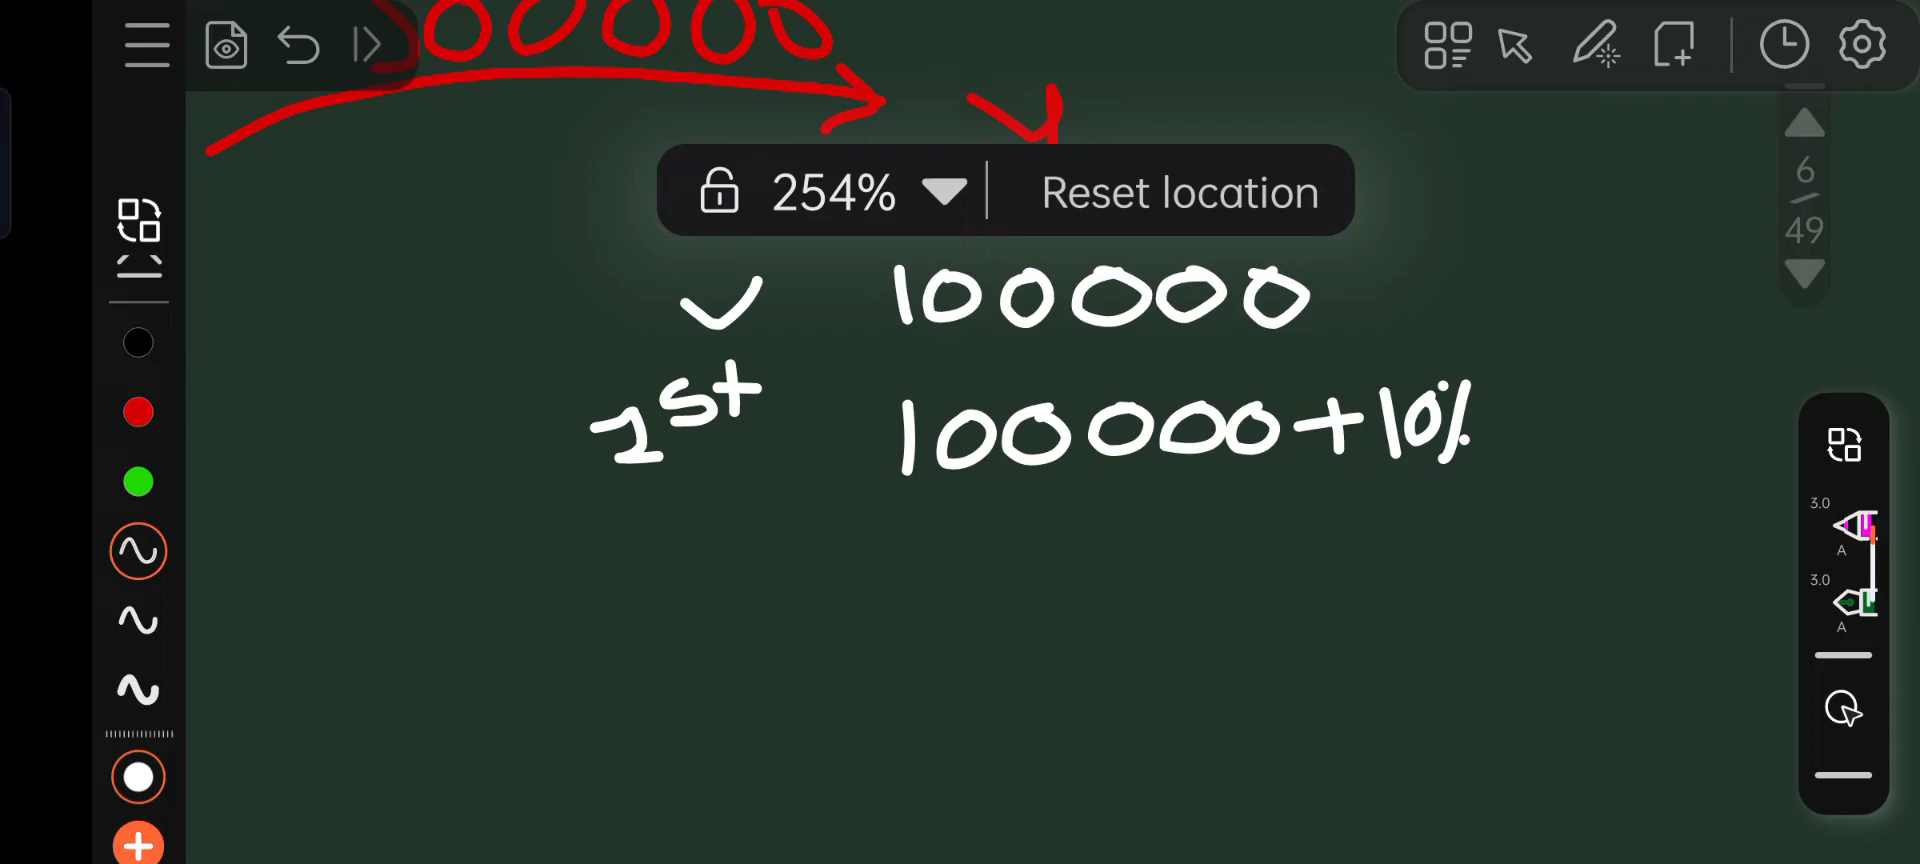 00000
254% Reset location
6
49
✓ 100000
1st 100000+10%
3.0
A
3.0
A